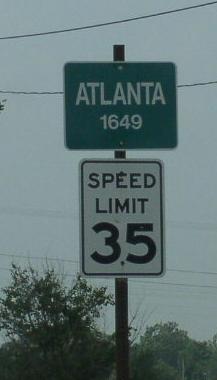 ATLANTA
1649
SPEED
LIMIT
35